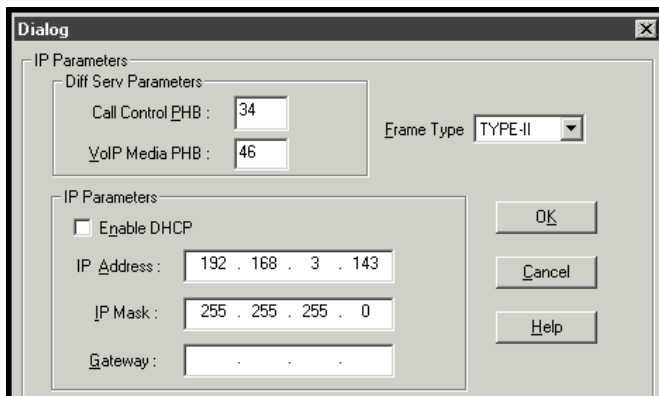 Dialog
IP Parameters
Diff Serv Parameters
Call Control PHB : 34
VoIP Media PHB : 46
Frame Type TYPE-II
IP Parameters
Enable DHCP
IP Address : 192 . 168 . 3 . 143
IP Mask : 255 . 255 . 255 . 0
Gateway : . . .
OK
Cancel
Help